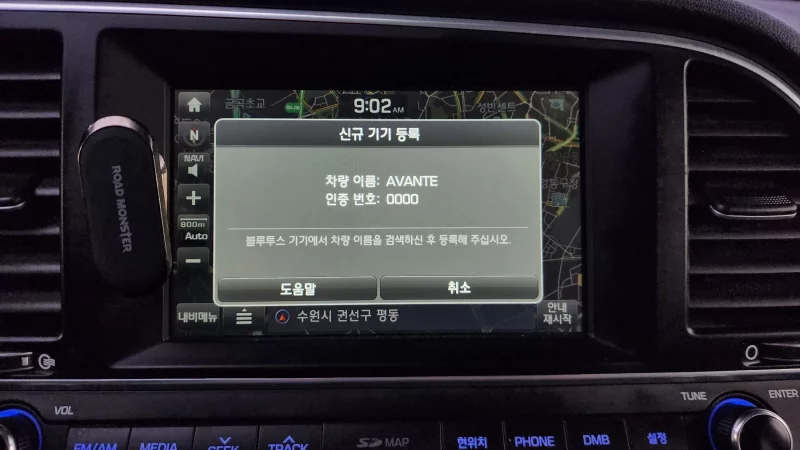 금곡초교
9:02 AM
성빈센트
신규 기기 등록
N
NAVI
차량 이름: AVANTE
인증 번호: 0000
ROAD MONSTER
800m
Auto
블루투스 기기에서 차량 이름을 검색하신 후 등록해 주십시오.
도움말
취소
내비메뉴
수원시 권선구 평동
안내
재시작
VOL
TUNE
ENTER
FM/AM
MEDIA
SEEK
TRACK
SD MAP
현위치
PHONE
DMB
설정